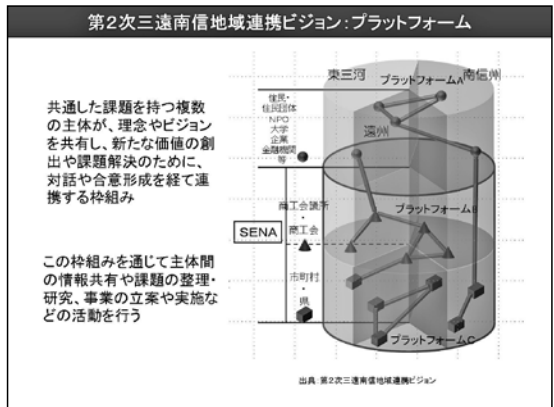 第2次三遠南信地域連携ビジョン：プラットフォーム
共通した課題を持つ複数
の主体が、理念やビジョン
を共有し、新たな価値の創
出や課題解決のために、
対話や合意形成を経て連
携する枠組み
この枠組みを通じて主体間
の情報共有や課題の整理・
研究、事業の立案や実施な
どの活動を行う
SENA
住民・
住民団体
NPO
大学
企業
金融機関
等
商工会議所
・
商工会
市町村
・
県
東三河
南信州
遠州
プラットフォームA
プラットフォームB
プラットフォームC
出典：第2次三遠南信地域連携ビジョン